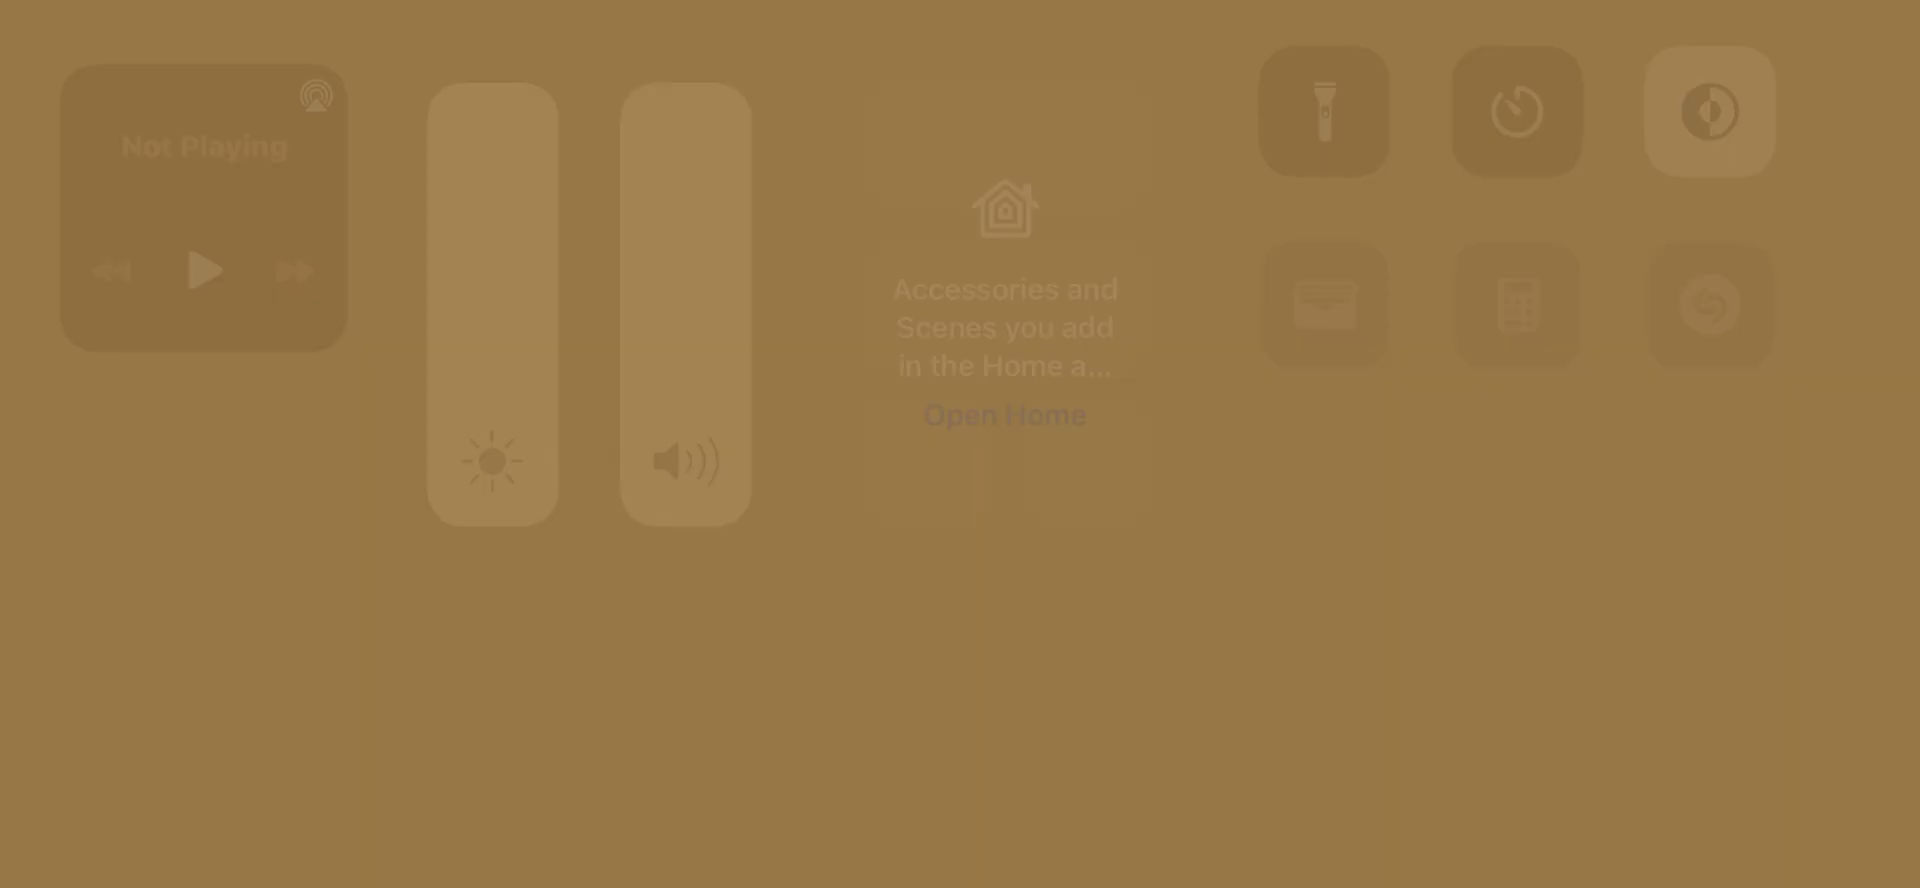 Not Playing
Accessories and
Scenes you add
in the Home a...
Open Home